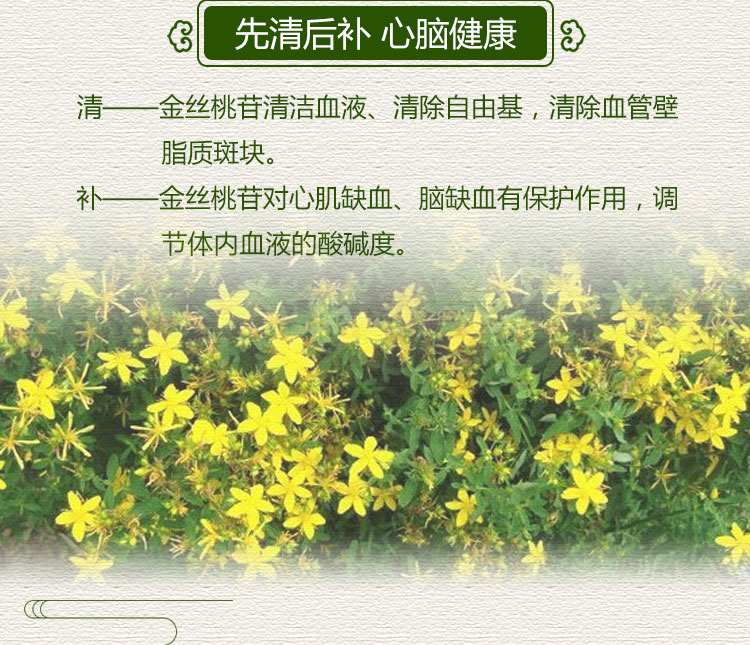 先清后补 心脑健康
清——金丝桃苷清洁血液、清除自由基，清除血管壁
脂质斑块。
补——金丝桃苷对心肌缺血、脑缺血有保护作用，调
节体内血液的酸碱度。